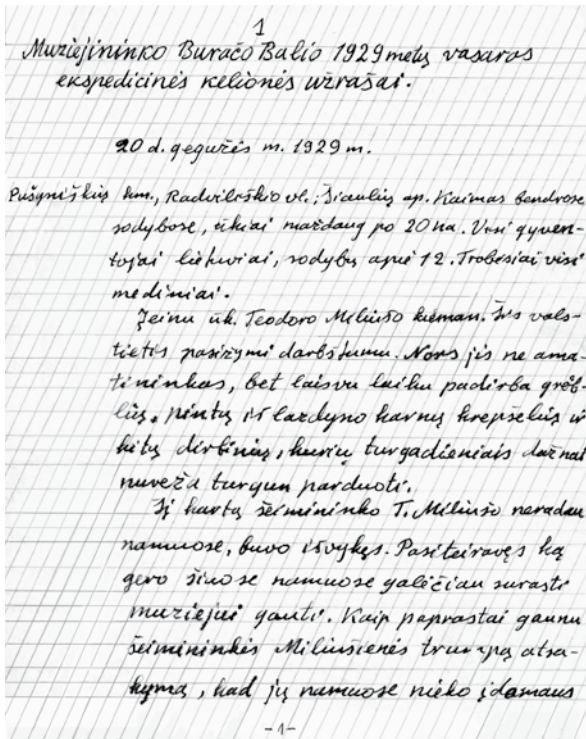 1
Muziejininko Buračo Balio 1929 metų vasaros
ekspedicinės kelionės užrašai.
20 d. gegužės m. 1929 m.
Pušyniškių km., Radviliškio vl., Šiaulių ap. Kaimas bendrose
sodybose, ūkiai maždaug po 20 ha. Visi gyven-
tojai lietuviai, sodybų apie 12. Trobesiai visi
mediniai.
Įeinu ūk. Teodoro Miliušo kieman. Šis vals-
tietis pasižymi darbštumu. Nors jis ne ama-
tininkas, bet laisvu laiku padirba grėb-
lių, pintų iš lazdyno karnų krepšelių ir
kitų dirbinių, kurių turgadieniais dažnai
nuveža turgun parduoti.
Šį kartą šeimininko T. Miliušo neradau
namuose, buvo išvykęs. Pasiteiravęs ką
gero šiuose namuose galėčiau surasti
muziejui gauti. Kaip paprastai gaunu
šeimininkės Miliušienės trumpą atsa-
kymą, kad jų namuose nieko įdomaus
-1-